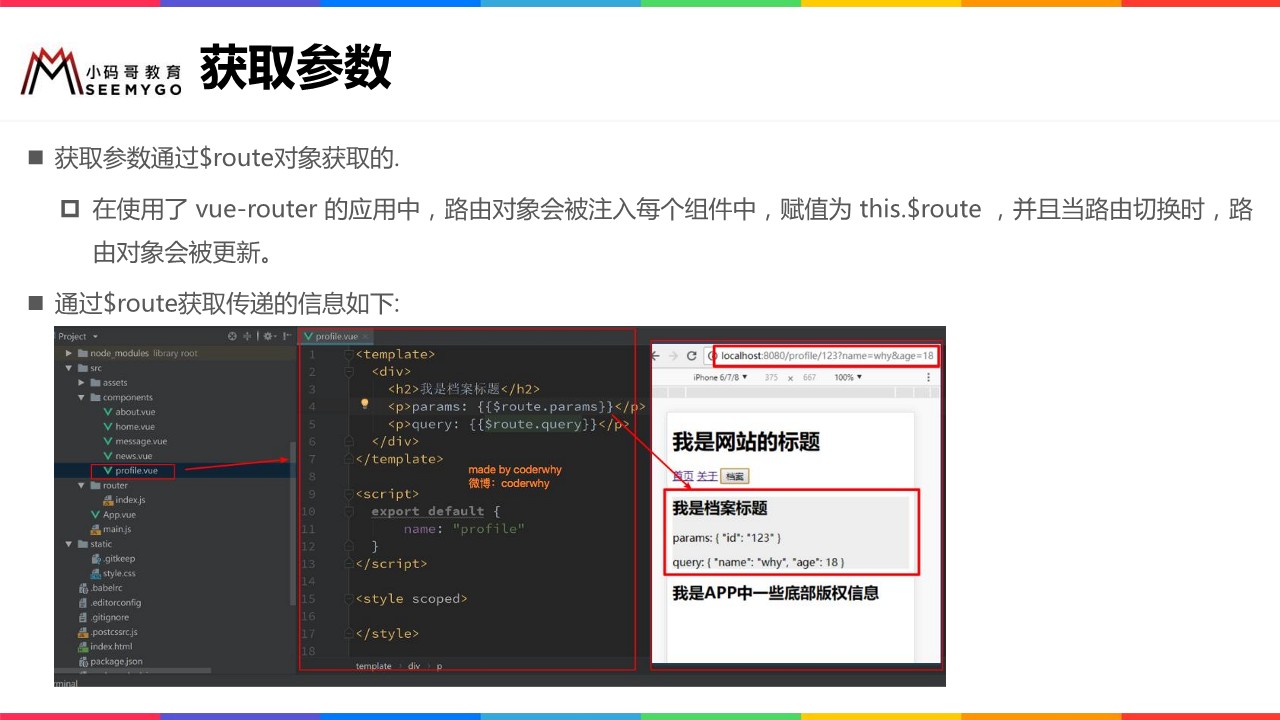 小码哥教育
SEEMYGO
获取参数
获取参数通过$route对象获取的.
在使用了 vue-router 的应用中，路由对象会被注入每个组件中，赋值为 this.$route ，并且当路由切换时，路
由对象会被更新。
通过$route获取传递的信息如下:
Project
node_modules library root
src
assets
components
about.vue
home.vue
message.vue
news.vue
profile.vue
router
index.js
App.vue
main.js
static
.gitkeep
style.css
.babelrc
.editorconfig
.gitignore
.postcssrc.js
index.html
package.json
rminal
profile.vue
1 <template>
2 <div>
3 <h2>我是档案标题</h2>
4 <p>params: {{$route.params}}</p>
5 <p>query: {{$route.query}}</p>
6 </div>
7 </template>
8
9 <script>
10 export default {
11 name: "profile"
12 }
13 </script>
14
15 <style scoped>
16
17 </style>
18
made by coderwhy
微博：coderwhy
template › div › p
localhost:8080/profile/123?name=why&age=18
iPhone 6/7/8 ▼ 375 x 667 100% ▼
我是网站的标题
首页 关于 档案
我是档案标题
params: { "id": "123" }
query: { "name": "why", "age": 18 }
我是APP中一些底部版权信息